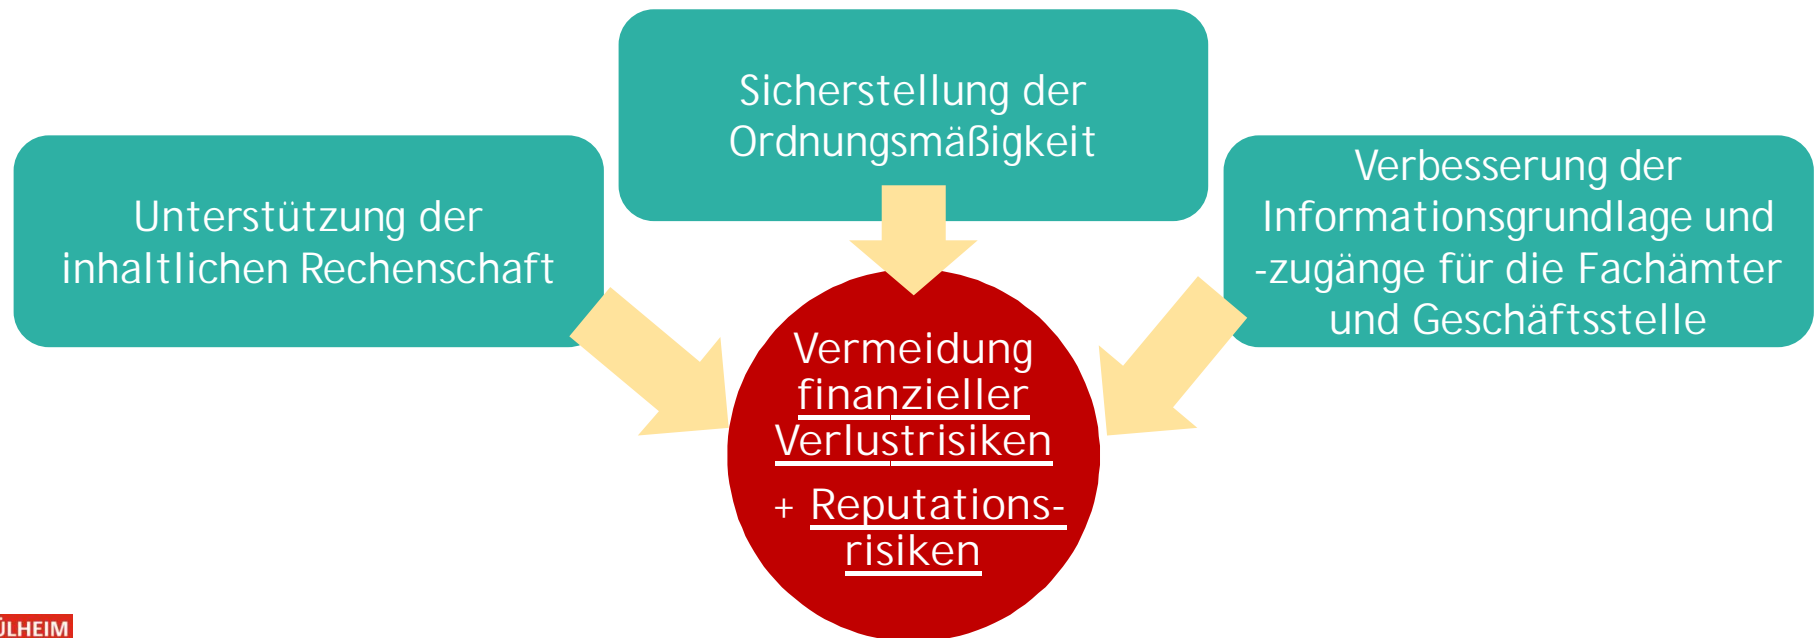 Sicherstellung der
Ordnungsmäßigkeit
Unterstützung der
inhaltlichen Rechenschaft
Verbesserung der
Informationsgrundlage und
-zugänge für die Fachämter
und Geschäftsstelle
Vermeidung
finanzieller
Verlustrisiken
+ Reputations-
risiken
ÜLHEIM